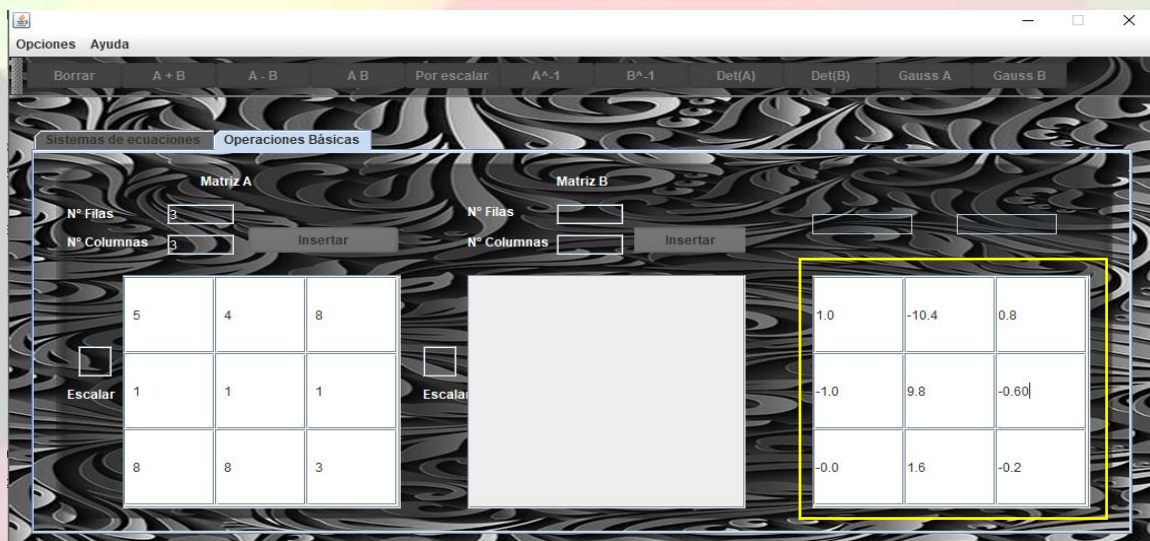 Opciones Ayuda
Borrar A + B A - B A B Por escalar A^-1 B^-1 Det(A) Det(B) Gauss A Gauss B
Sistemas de ecuaciones Operaciones Básicas
Matriz A Matriz B
N° Filas 3 N° Filas
N° Columnas 3 Insertar N° Columnas Insertar
5 4 8 1.0 -10.4 0.8
Escalar 1 1 1 Escalar -1.0 9.8 -0.60
8 8 3 -0.0 1.6 -0.2